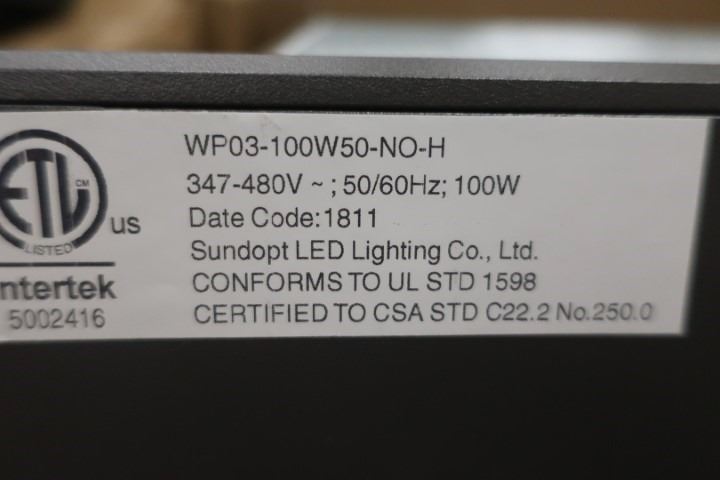 WP03-100W50-NO-H
347-480V ~ ; 50/60Hz; 100W
Date Code:1811
Sundopt LED Lighting Co., Ltd.
CONFORMS TO UL STD 1598
CERTIFIED TO CSA STD C22.2 No.250.0
ETL CM
LISTED
us
ntertek
5002416